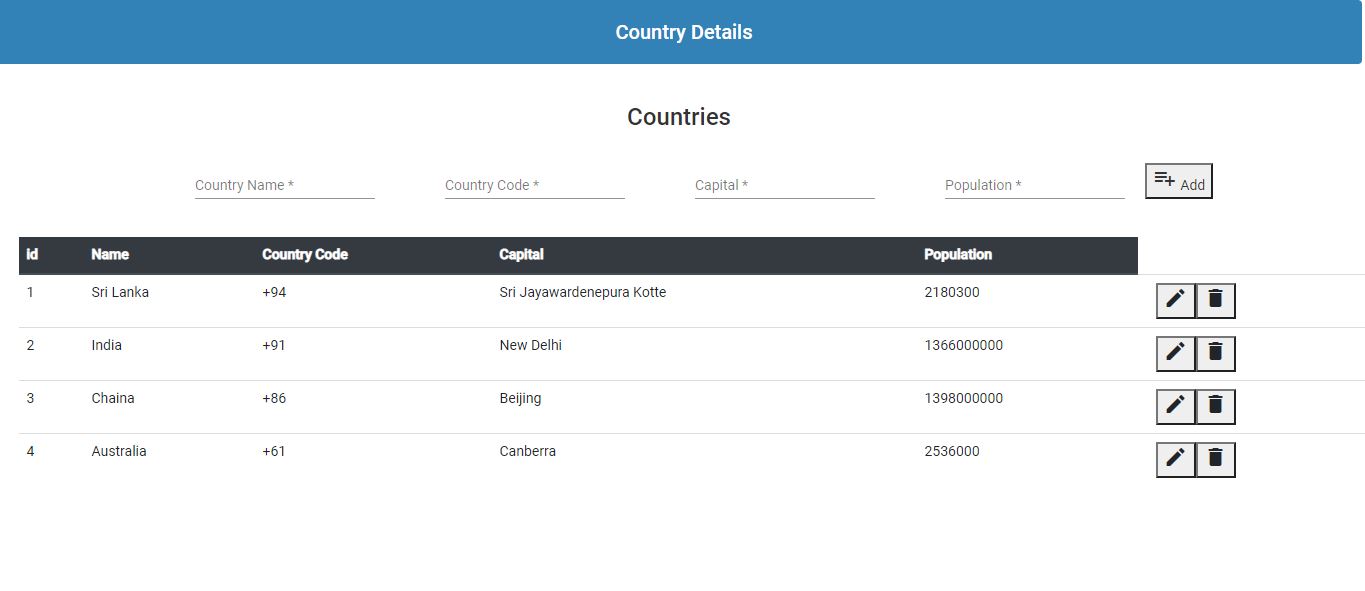 Country Details
Countries
Country Name * Country Code * Capital * Population * Add
id Name Country Code Capital Population
1 Sri Lanka +94 Sri Jayawardenepura Kotte 2180300
2 India +91 New Delhi 1366000000
3 Chaina +86 Beijing 1398000000
4 Australia +61 Canberra 2536000